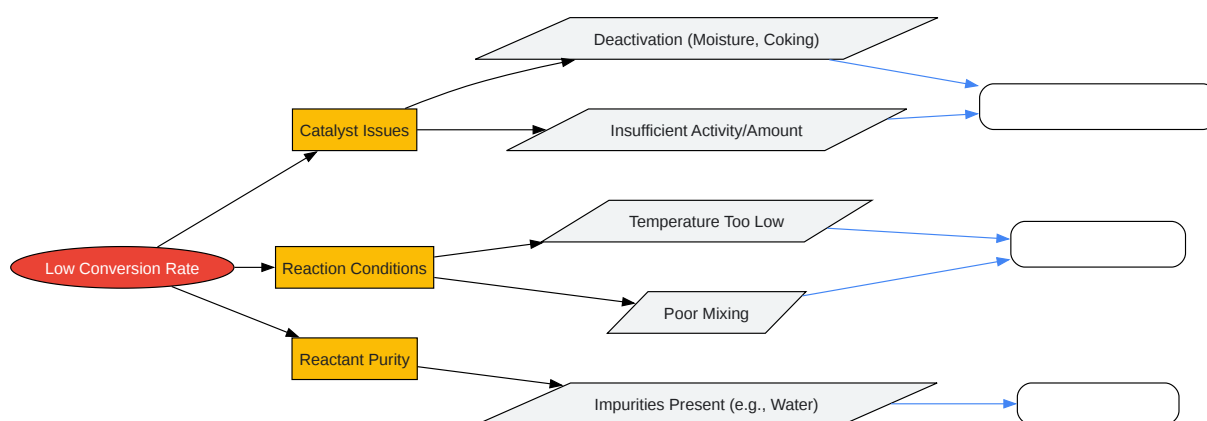 Deactivation (Moisture, Coking)
Catalyst Issues
Insufficient Activity/Amount
Temperature Too Low
Low Conversion Rate
Reaction Conditions
Poor Mixing
Reactant Purity
Impurities Present (e.g., Water)